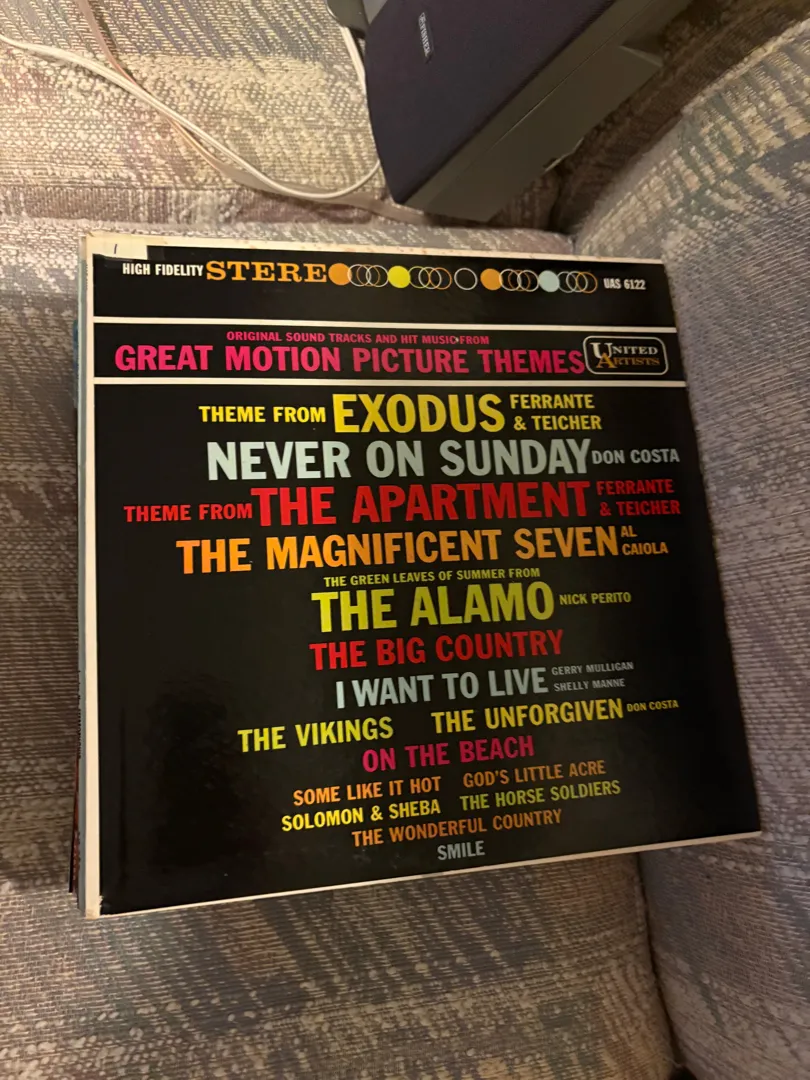 FISHER
1
HIGH FIDELITY STEREO UAS 6122
ORIGINAL SOUND TRACKS AND HIT MUSIC FROM
GREAT MOTION PICTURE THEMES
UNITED
ARTISTS
THEME FROM EXODUS FERRANTE
& TEICHER
NEVER ON SUNDAY DON COSTA
THEME FROM THE APARTMENT FERRANTE
& TEICHER
THE MAGNIFICENT SEVEN AL
CAIOLA
THE GREEN LEAVES OF SUMMER FROM
THE ALAMO NICK PERITO
THE BIG COUNTRY
I WANT TO LIVE GERRY MULLIGAN
SHELLY MANNE
THE VIKINGS THE UNFORGIVEN DON COSTA
ON THE BEACH
SOME LIKE IT HOT GOD'S LITTLE ACRE
SOLOMON & SHEBA THE HORSE SOLDIERS
THE WONDERFUL COUNTRY
SMILE